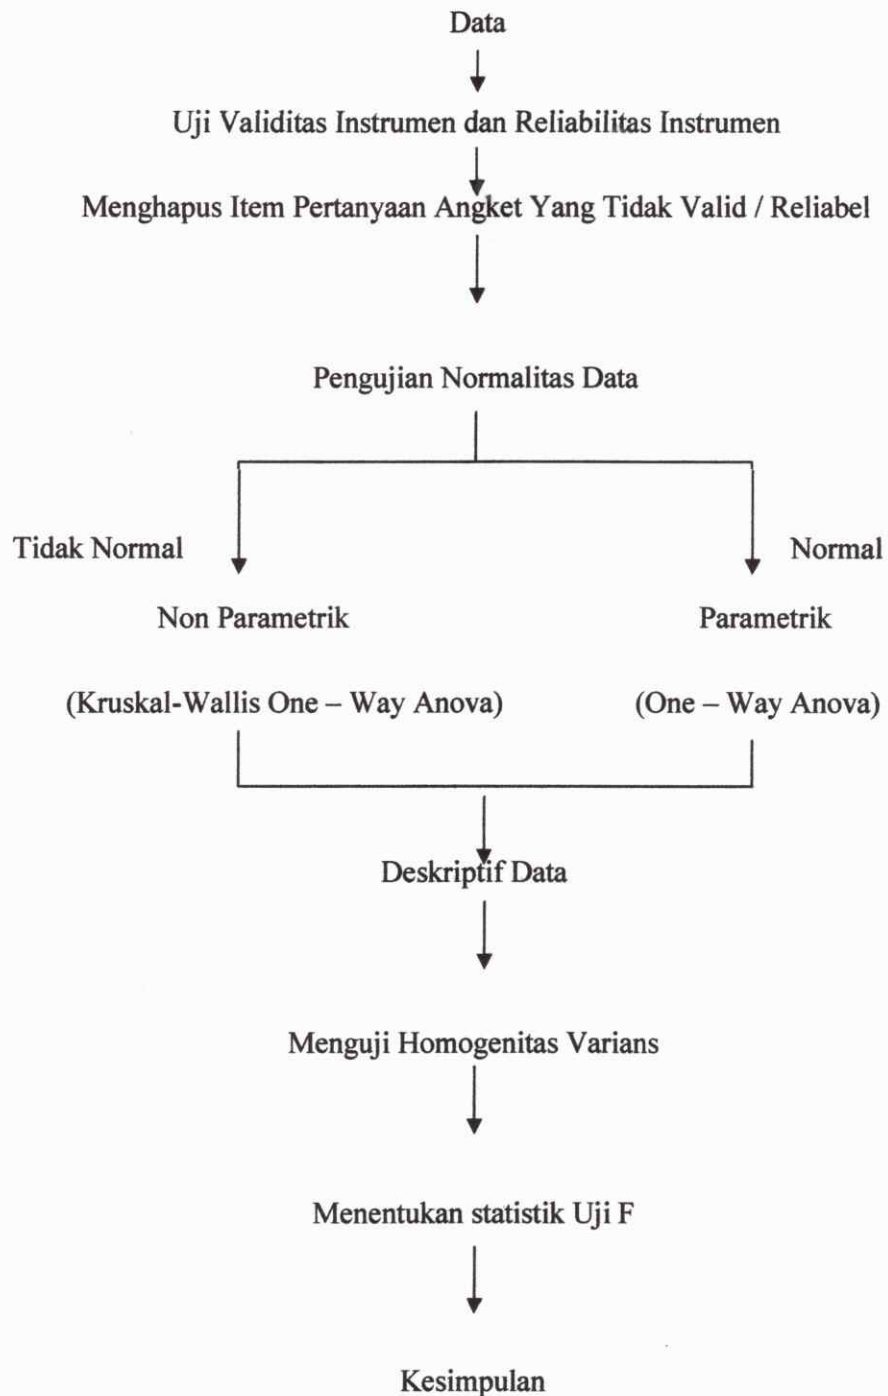 Data
Uji Validitas Instrumen dan Reliabilitas Instrumen
Menghapus Item Pertanyaan Angket Yang Tidak Valid / Reliabel
Pengujian Normalitas Data
Tidak Normal
Normal
Non Parametrik
Parametrik
(Kruskal-Wallis One – Way Anova)
(One – Way Anova)
Deskriptif Data
Menguji Homogenitas Varians
Menentukan statistik Uji F
Kesimpulan